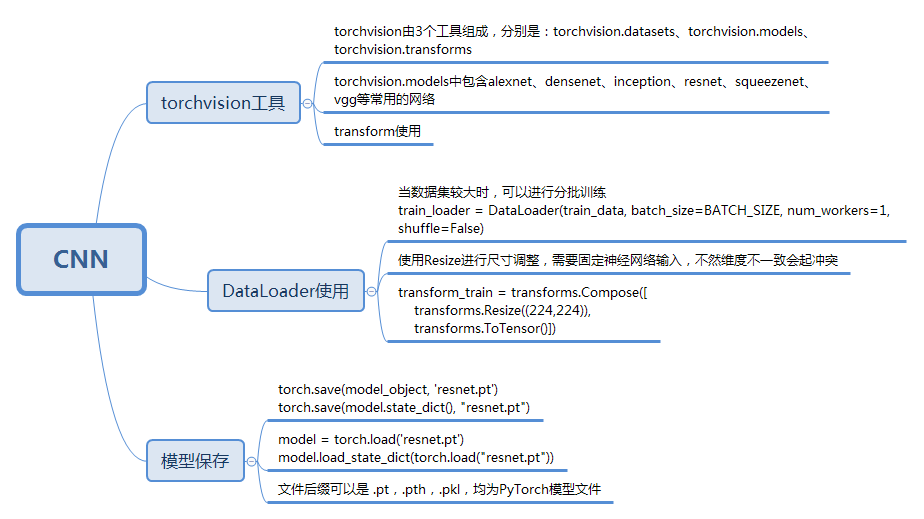 torchvision由3个工具组成，分别是：torchvision.datasets、torchvision.models、
torchvision.transforms
torchvision工具
torchvision.models中包含alexnet、densenet、inception、resnet、squeezenet、
vgg等常用的网络
transform使用
CNN
当数据集较大时，可以进行分批训练
train_loader = DataLoader(train_data, batch_size=BATCH_SIZE, num_workers=1,
shuffle=False)
DataLoader使用
使用Resize进行尺寸调整，需要固定神经网络输入，不然维度不一致会起冲突
transform_train = transforms.Compose([
transforms.Resize((224,224)),
transforms.ToTensor()])
模型保存
torch.save(model_object, 'resnet.pt')
torch.save(model.state_dict(), "resnet.pt")
model = torch.load('resnet.pt')
model.load_state_dict(torch.load("resnet.pt"))
文件后缀可以是 .pt，.pth，.pkl，均为PyTorch模型文件